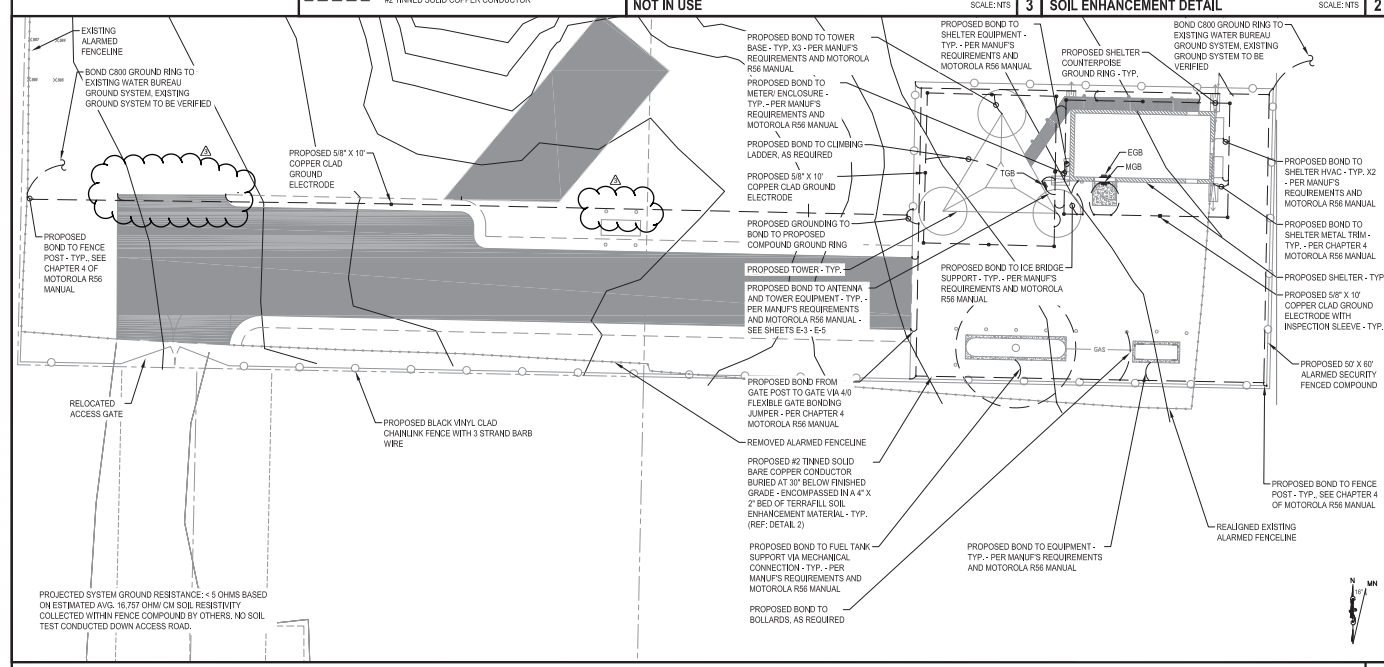 #2 TINNED SOLID COPPER CONDUCTOR
NOT IN USE
SCALE: NTS
3
SOIL ENHANCEMENT DETAIL
SCALE: NTS
2
EXISTING
ALARMED
FENCELINE
BOND C800 GROUND RING TO
EXISTING WATER BUREAU
GROUND SYSTEM, EXISTING
GROUND SYSTEM TO BE VERIFIED
3
PROPOSED 5/8" X 10'
COPPER CLAD
GROUND
ELECTRODE
3
PROPOSED
BOND TO FENCE
POST - TYP., SEE
CHAPTER 4 OF
MOTOROLA R56
MANUAL
RELOCATED
ACCESS GATE
PROPOSED BLACK VINYL CLAD
CHAINLINK FENCE WITH 3 STRAND BARB
WIRE
PROJECTED SYSTEM GROUND RESISTANCE: < 5 OHMS BASED
ON ESTIMATED AVG. 16,757 OHM/ CM SOIL RESISTIVITY
COLLECTED WITHIN FENCE COMPOUND BY OTHERS. NO SOIL
TEST CONDUCTED DOWN ACCESS ROAD.
PROPOSED BOND TO TOWER
BASE - TYP. X3 - PER MANUF'S
REQUIREMENTS AND MOTOROLA
R56 MANUAL
PROPOSED BOND TO
METER/ ENCLOSURE -
TYP. - PER MANUF'S
REQUIREMENTS AND
MOTOROLA R56 MANUAL
PROPOSED BOND TO CLIMBING
LADDER, AS REQUIRED
PROPOSED 5/8" X 10'
COPPER CLAD GROUND
ELECTRODE
PROPOSED GROUNDING TO
BOND TO PROPOSED
COMPOUND GROUND RING
PROPOSED TOWER - TYP.
PROPOSED BOND TO ANTENNA
AND TOWER EQUIPMENT - TYP. -
PER MANUF'S REQUIREMENTS
AND MOTOROLA R56 MANUAL -
SEE SHEETS E-3 - E-5
PROPOSED BOND FROM
GATE POST TO GATE VIA 4/0
FLEXIBLE GATE BONDING
JUMPER - PER CHAPTER 4
MOTOROLA R56 MANUAL
REMOVED ALARMED FENCELINE
PROPOSED #2 TINNED SOLID
BARE COPPER CONDUCTOR
BURIED AT 30" BELOW FINISHED
GRADE - ENCOMPASSED IN A 4" X
2" BED OF TERRAFILL SOIL
ENHANCEMENT MATERIAL - TYP.
(REF: DETAIL 2)
PROPOSED BOND TO FUEL TANK
SUPPORT VIA MECHANICAL
CONNECTION - TYP. - PER
MANUF'S REQUIREMENTS AND
MOTOROLA R56 MANUAL
PROPOSED BOND TO
BOLLARDS, AS REQUIRED
PROPOSED BOND TO
SHELTER EQUIPMENT -
TYP. - PER MANUF'S
REQUIREMENTS AND
MOTOROLA R56 MANUAL
PROPOSED SHELTER
COUNTERPOISE
GROUND RING - TYP.
BOND C800 GROUND RING TO
EXISTING WATER BUREAU
GROUND SYSTEM, EXISTING
GROUND SYSTEM TO BE
VERIFIED
TGB
EGB
MGB
PROPOSED BOND TO ICE BRIDGE
SUPPORT - TYP. - PER MANUF'S
REQUIREMENTS AND MOTOROLA
R56 MANUAL
GAS
PROPOSED BOND TO
SHELTER HVAC - TYP. X2
- PER MANUF'S
REQUIREMENTS AND
MOTOROLA R56 MANUAL
PROPOSED BOND TO
SHELTER METAL TRIM -
TYP. - PER CHAPTER 4
MOTOROLA R56 MANUAL
PROPOSED SHELTER - TYP
PROPOSED 5/8" X 10'
COPPER CLAD GROUND
ELECTRODE WITH
INSPECTION SLEEVE - TYP.
PROPOSED 50' X 60'
ALARMED SECURITY
FENCED COMPOUND
PROPOSED BOND TO FENCE
POST - TYP., SEE CHAPTER 4
OF MOTOROLA R56 MANUAL
REALIGNED EXISTING
ALARMED FENCELINE
PROPOSED BOND TO EQUIPMENT -
TYP. - PER MANUF'S REQUIREMENTS
AND MOTOROLA R56 MANUAL
N
MN
16°